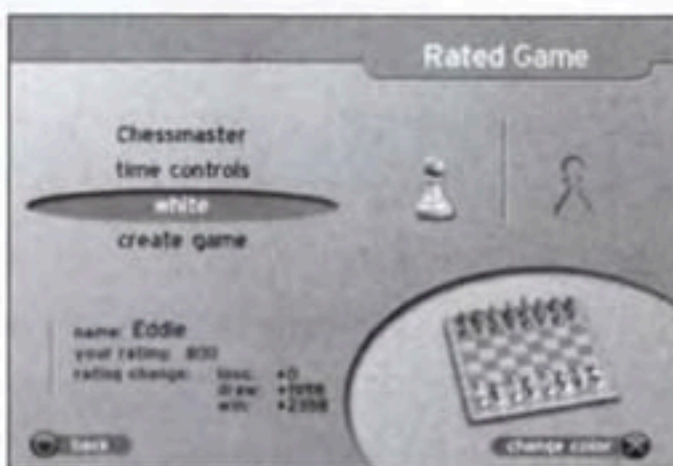 Rated Game
Chessmaster
time controls
white
create game
name: Eddie
your rating: 800
rating change: loss: +0
draw:
win:
back
change color